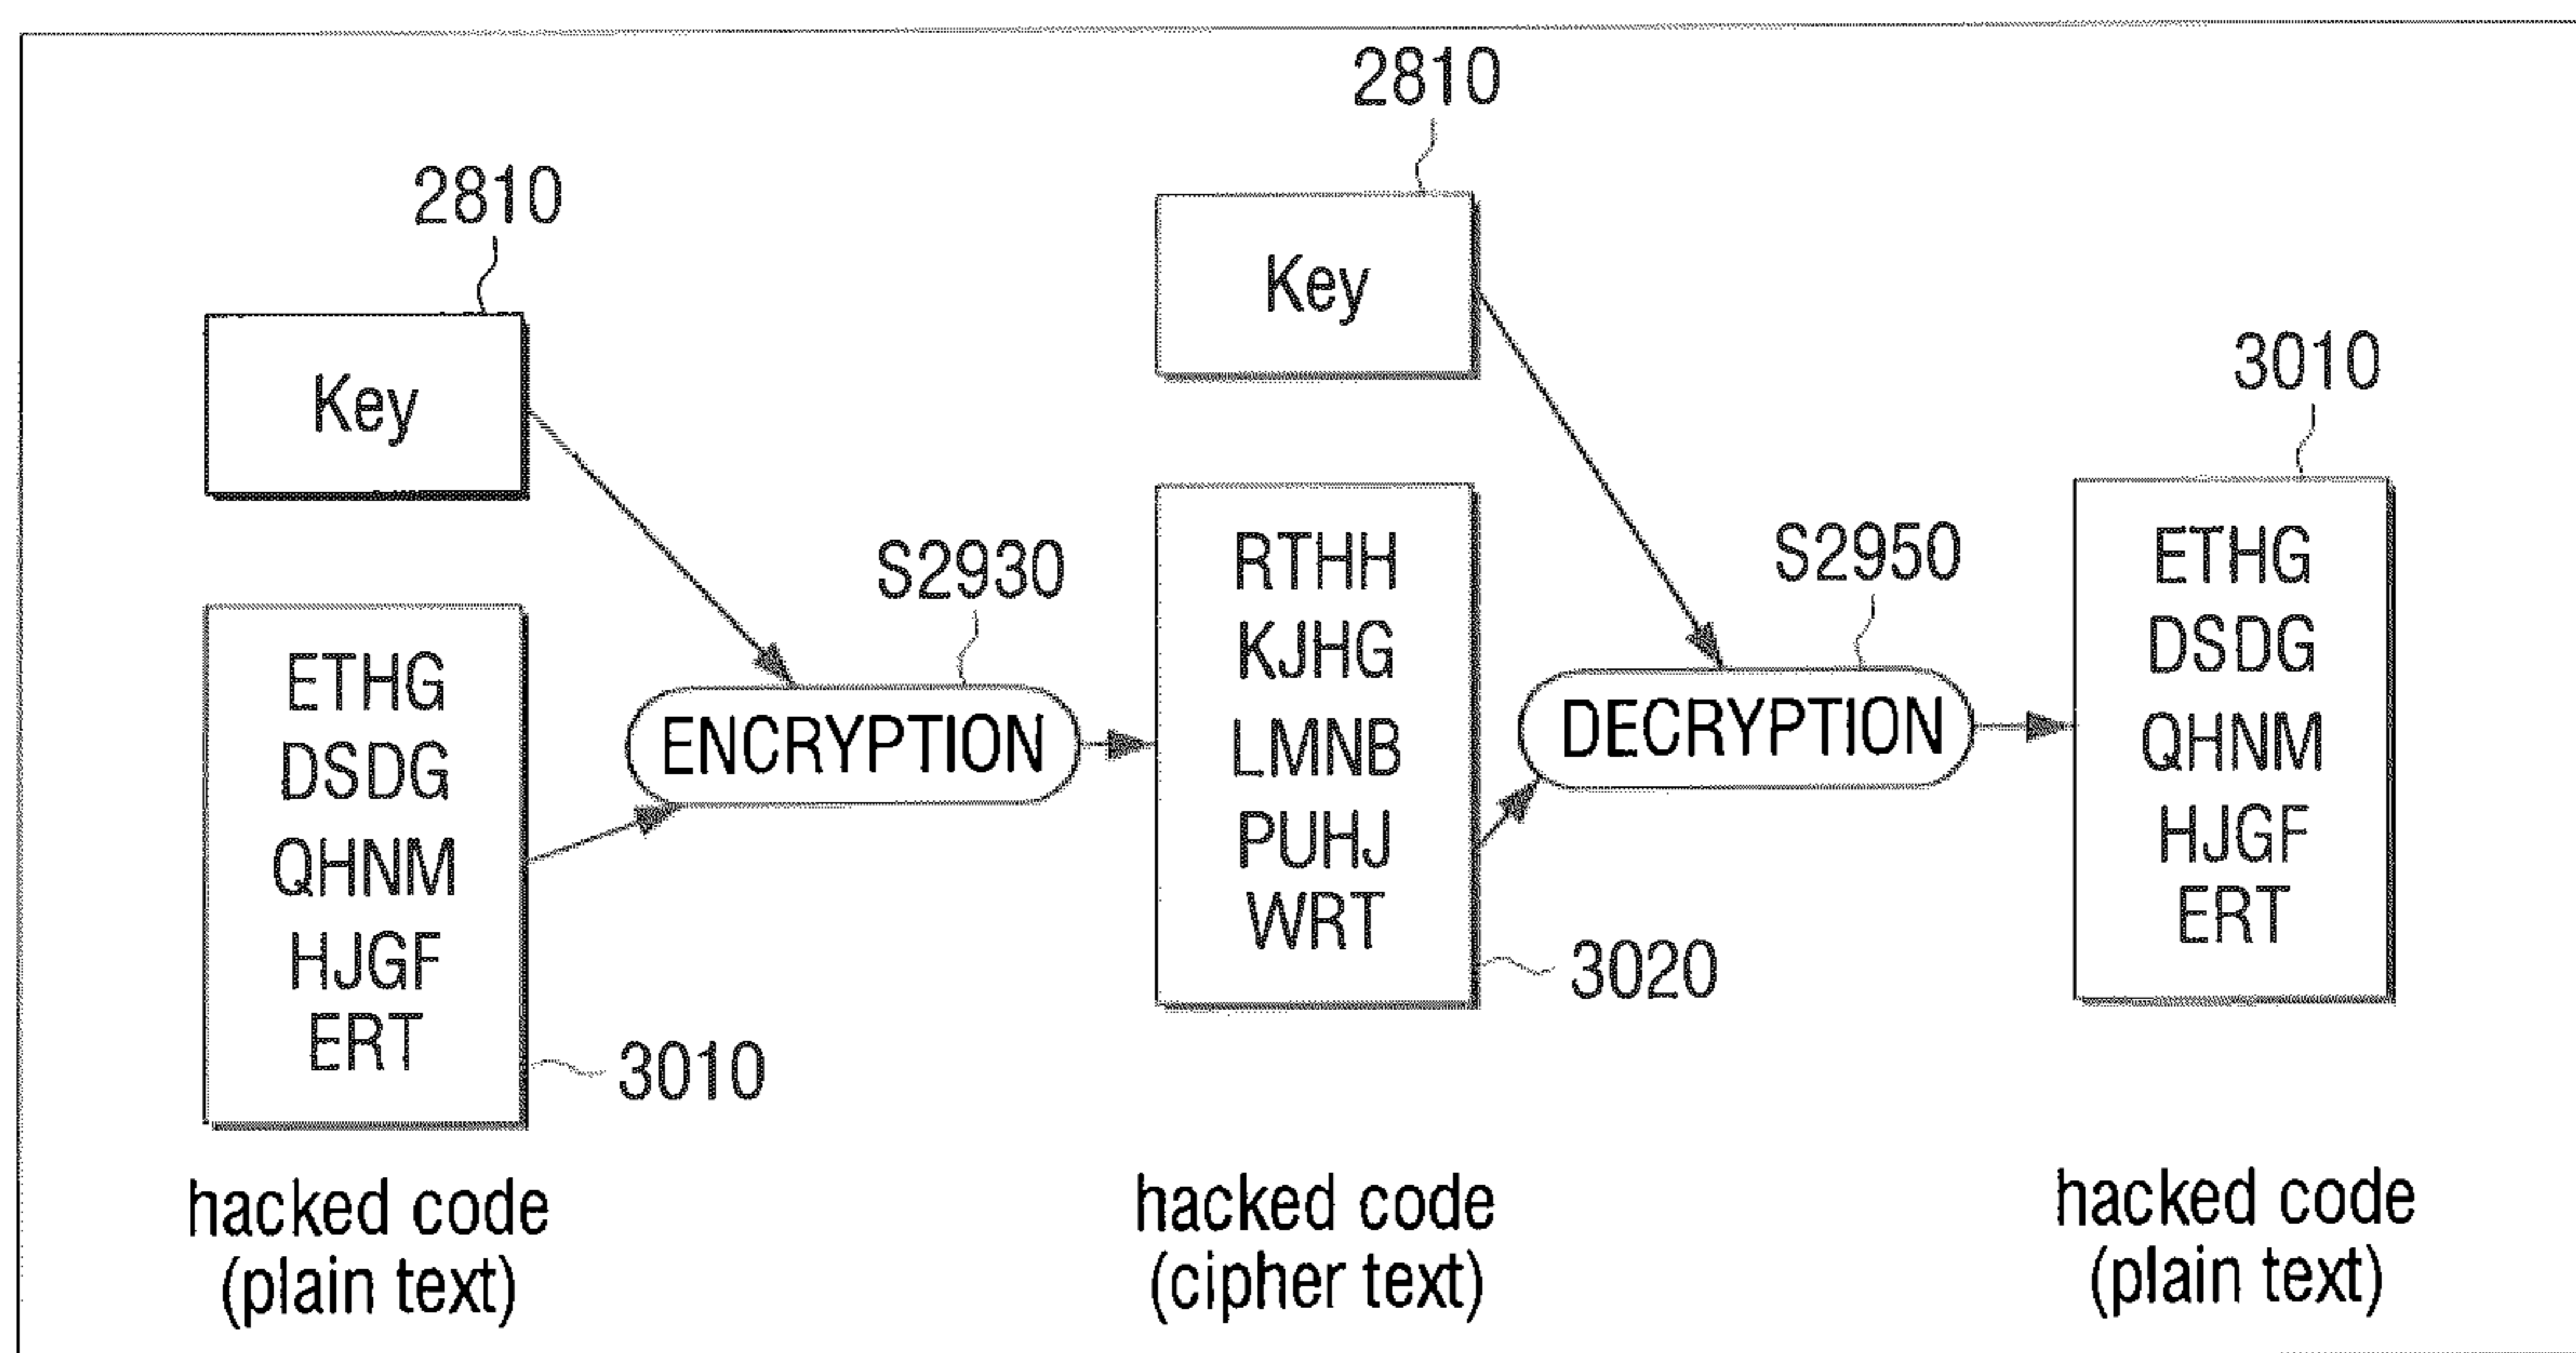 2810
Key
ETHG
DSDG
QHNM
HJGF
ERT
3010
hacked code
(plain text)
S2930
ENCRYPTION
2810
Key
RTHH
KJHG
LMNB
PUHJ
WRT
3020
hacked code
(cipher text)
S2950
DECRYPTION
3010
ETHG
DSDG
QHNM
HJGF
ERT
hacked code
(plain text)